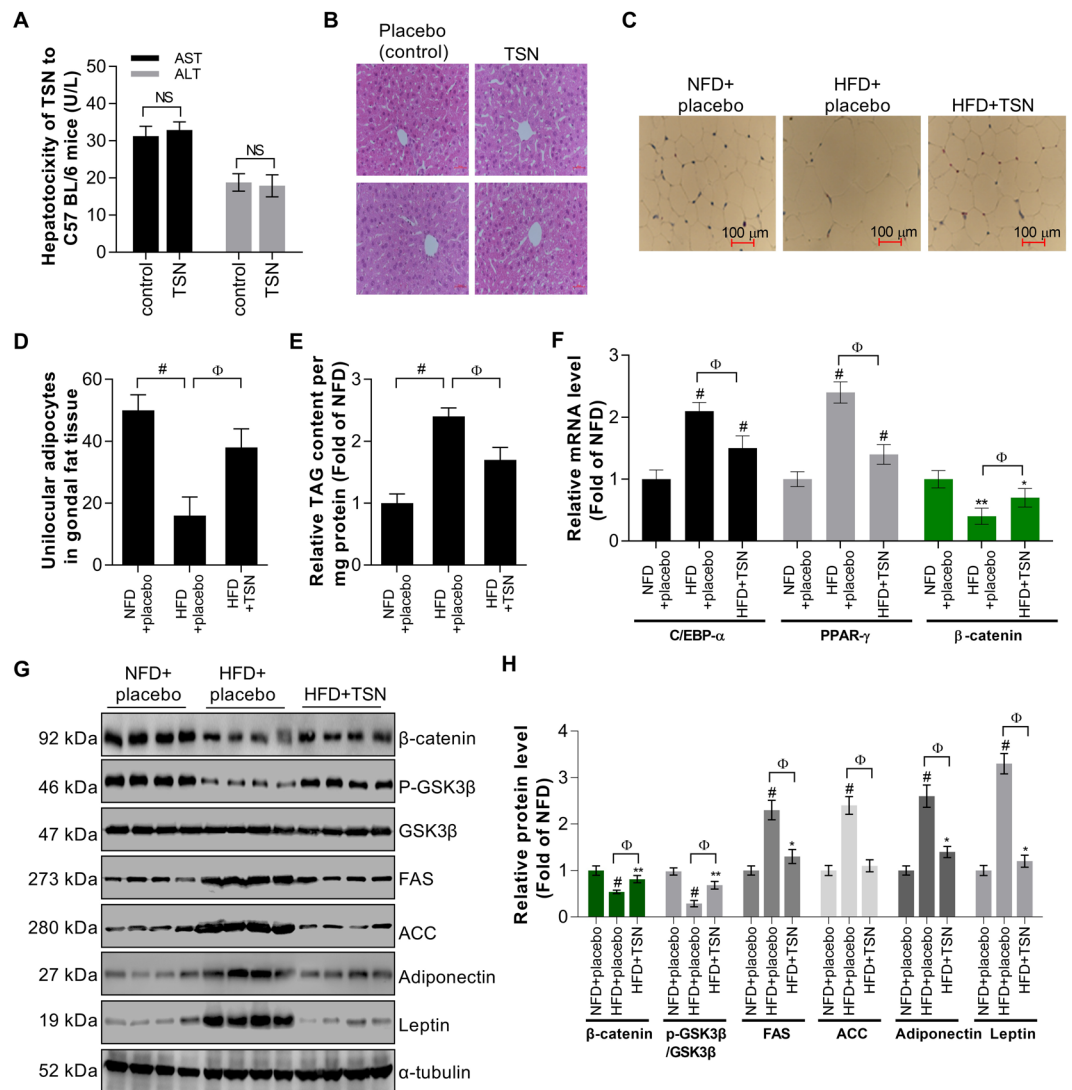 A
Hepatotocixity of TSN to
C57 BL/6 mice (U/L)
AST
ALT
50
40
30
20
10
0
NS
NS
control
TSN
control
TSN
B
Placebo
(control)
TSN
C
NFD+
placebo
HFD+
placebo
HFD+TSN
100 µm
100 µm
100 µm
D
Unilocular adipocytes
in gondal fat tissue
60
40
20
0
#
Φ
NFD
+placebo
HFD
+placebo
HFD
+TSN
E
Relative TAG content per
mg protein (Fold of NFD)
3
2
1
0
#
Φ
NFD
+placebo
HFD
+placebo
HFD
+TSN
F
Relative mRNA level
(Fold of NFD)
3
2
1
0
#
Φ
#
#
Φ
#
**
Φ
*
NFD
+placebo
HFD
+placebo
HFD+TSN
NFD
+placebo
HFD
+placebo
HFD+TSN
NFD
+placebo
HFD
+placebo
HFD+TSN
C/EBP-α
PPAR-γ
β-catenin
G
NFD+
placebo
HFD+
placebo
HFD+TSN
92 kDa
β-catenin
46 kDa
P-GSK3β
47 kDa
GSK3β
273 kDa
FAS
280 kDa
ACC
27 kDa
Adiponectin
19 kDa
Leptin
52 kDa
α-tubulin
H
Relative protein level
(Fold of NFD)
4
3
2
1
0
#
Φ
**
#
Φ
**
#
Φ
*
#
Φ
#
Φ
*
#
Φ
*
NFD+placebo
HFD+placebo
HFD+TSN
NFD+placebo
HFD+placebo
HFD+TSN
NFD+placebo
HFD+placebo
HFD+TSN
NFD+placebo
HFD+placebo
HFD+TSN
NFD+placebo
HFD+placebo
HFD+TSN
NFD+placebo
HFD+placebo
HFD+TSN
β-catenin
p-GSK3β
/GSK3β
FAS
ACC
Adiponectin
Leptin